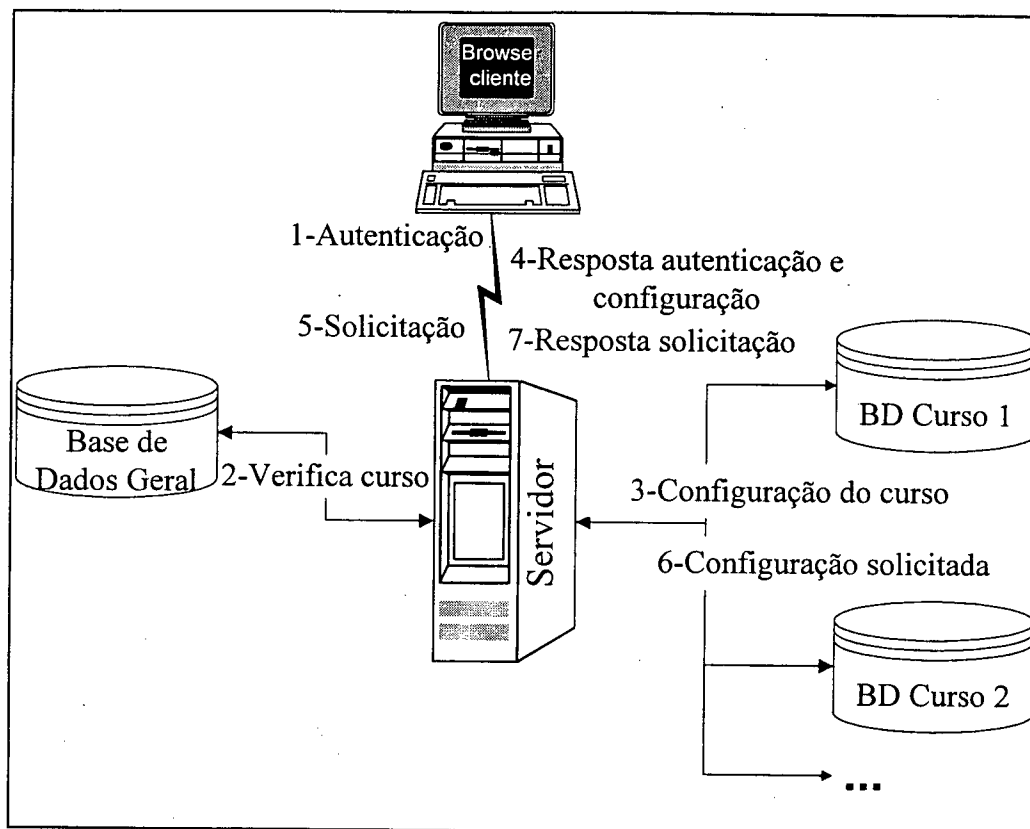 Browser
cliente
1-Autenticação
4-Resposta autenticação e
configuração
5-Solicitação
7-Resposta solicitação
BD Curso 1
Base de
Dados Geral
2-Verifica curso
Servidor
3-Configuração do curso
6-Configuração solicitada
BD Curso 2
...